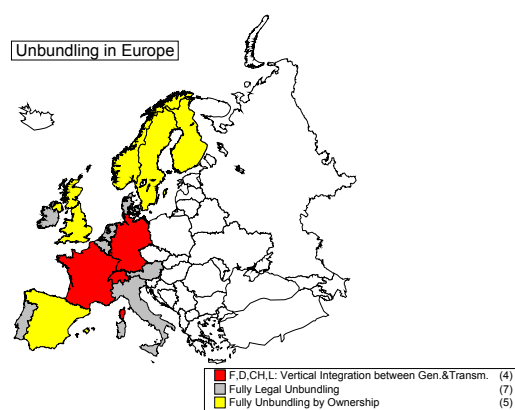 Unbundling in Europe
F,D,CH,L: Vertical Integration between Gen.&Transm. (4)
Fully Legal Unbundling (7)
Fully Unbundling by Ownership (5)